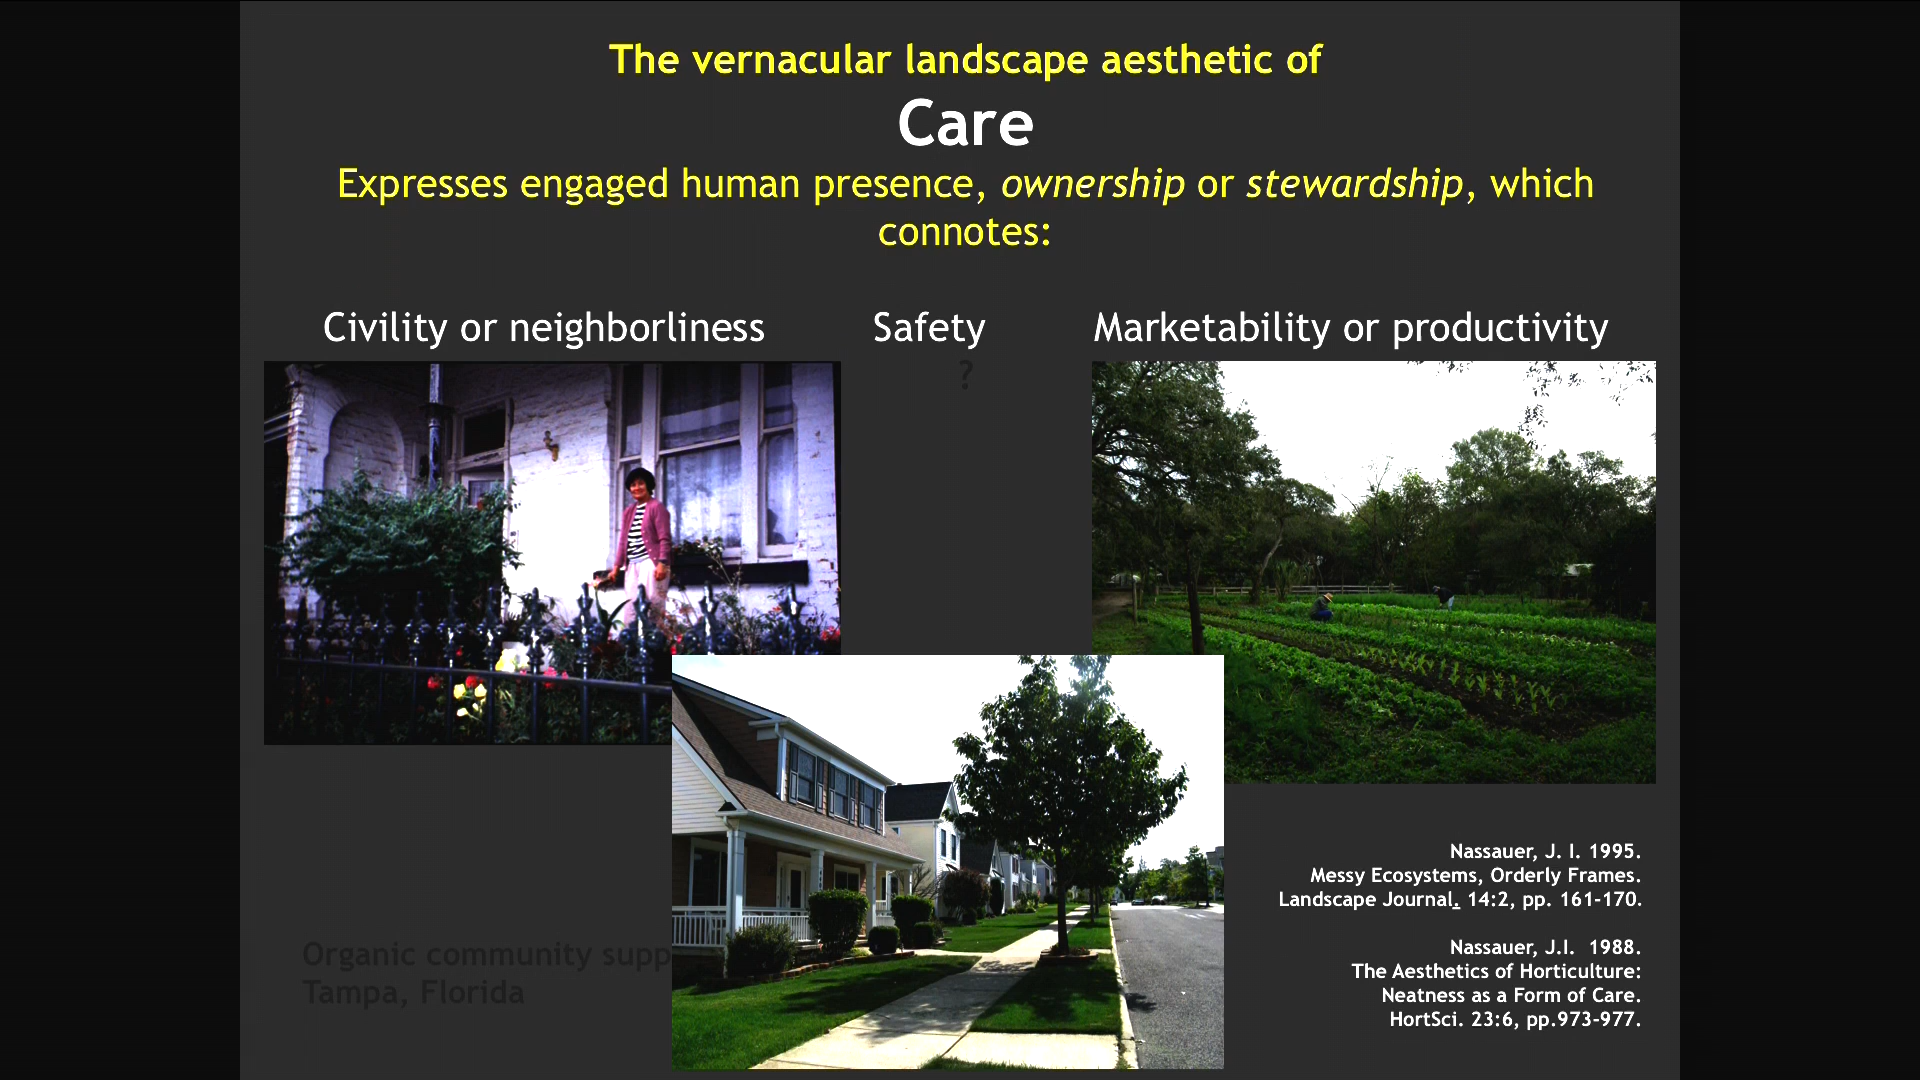 The vernacular landscape aesthetic of
Care
Expresses engaged human presence, ownership or stewardship, which
connotes:
Civility or neighborliness
Safety
Marketability or productivity
?
Organic community supp
Tampa, Florida
Nassauer, J. I. 1995.
Messy Ecosystems, Orderly Frames.
Landscape Journal. 14:2, pp. 161-170.
Nassauer, J.I.  1988.
The Aesthetics of Horticulture:
Neatness as a Form of Care.
HortSci. 23:6, pp.973-977.